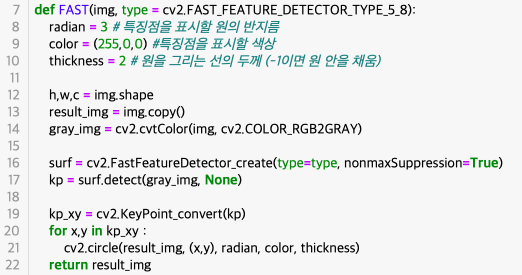 7 def FAST(img, type = cv2.FAST_FEATURE_DETECTOR_TYPE_5_8):
8 radian = 3 # 특징점을 표시할 원의 반지름
9 color = (255,0,0) #특징점을 표시할 색상
10 thickness = 2 # 원을 그리는 선의 두께 (-1이면 원 안을 채움)
11
12 h,w,c = img.shape
13 result_img = img.copy()
14 gray_img = cv2.cvtColor(img, cv2.COLOR_RGB2GRAY)
15
16 surf = cv2.FastFeatureDetector_create(type=type, nonmaxSuppression=True)
17 kp = surf.detect(gray_img, None)
18
19 kp_xy = cv2.KeyPoint_convert(kp)
20 for x,y in kp_xy :
21 cv2.circle(result_img, (x,y), radian, color, thickness)
22 return result_img